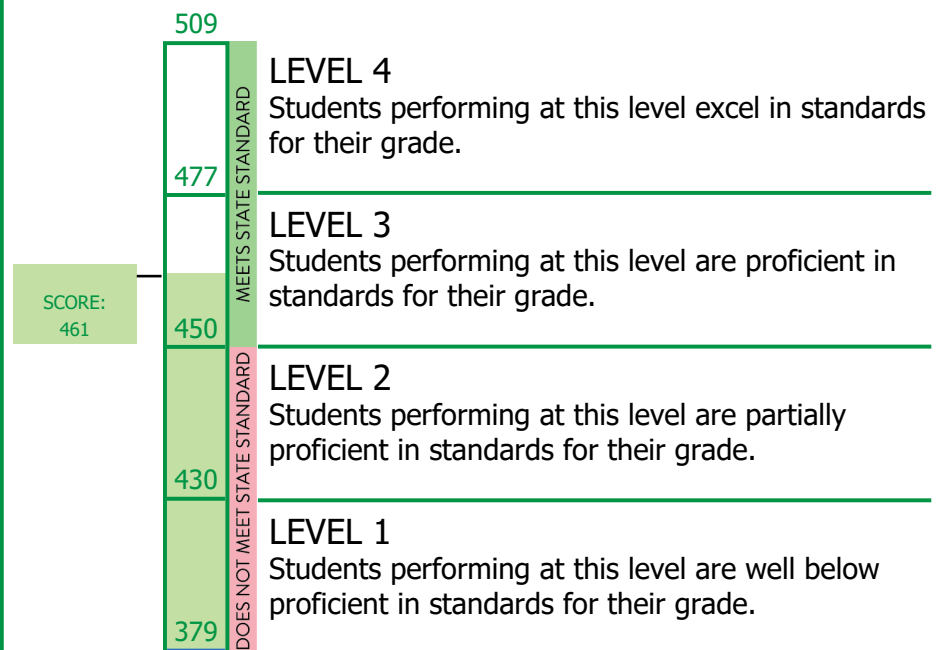 509
LEVEL 4
Students performing at this level excel in standards
for their grade.
477
MEETS STATE STANDARD
LEVEL 3
Students performing at this level are proficient in
standards for their grade.
SCORE:
461
450
LEVEL 2
Students performing at this level are partially
proficient in standards for their grade.
430
DOES NOT MEET STATE STANDARD
LEVEL 1
Students performing at this level are well below
proficient in standards for their grade.
379